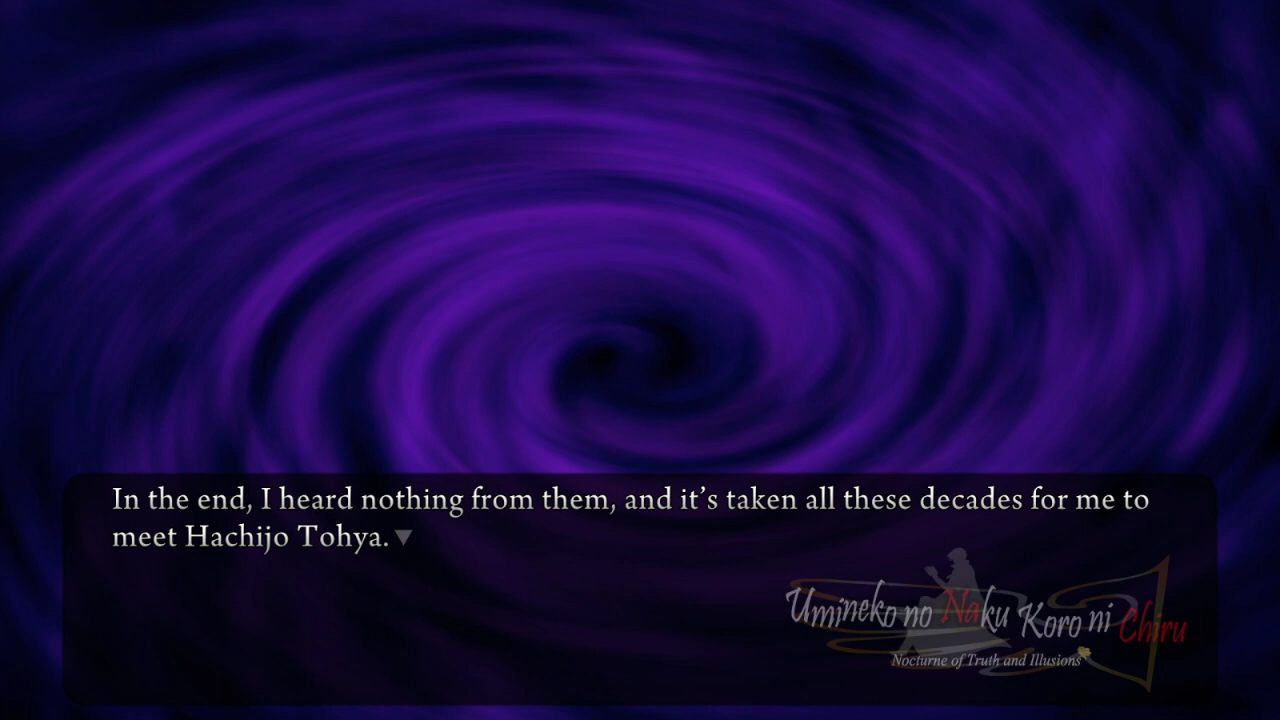 In the end, I heard nothing from them, and it's taken all these decades for me to
meet Hachijo Tohya.
Umineko no Naku Koro ni Chiru
Nocturne of Truth and Illusions